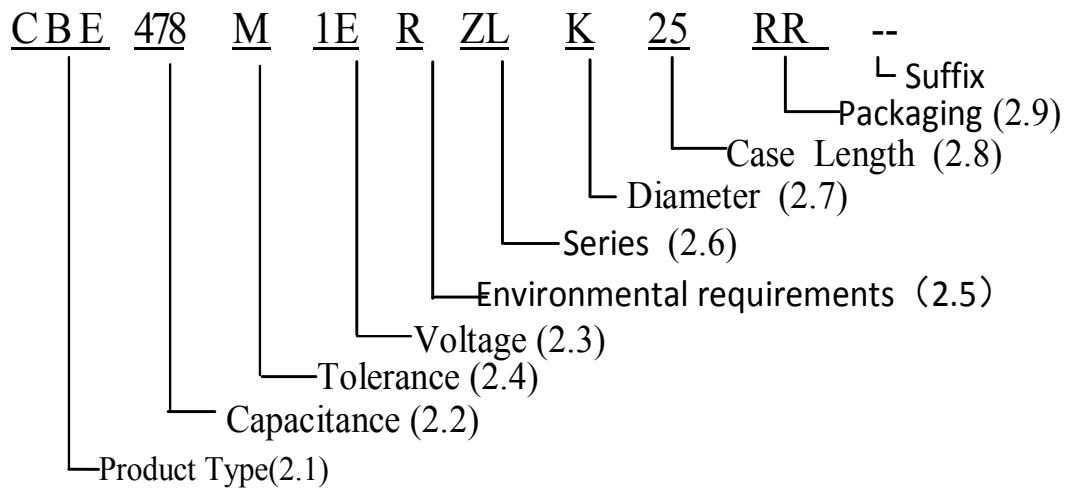 CBE 478 M 1E R ZL K 25 RR --
Suffix
Packaging (2.9)
Case Length (2.8)
Diameter (2.7)
Series (2.6)
Environmental requirements（2.5）
Voltage (2.3)
Tolerance (2.4)
Capacitance (2.2)
Product Type(2.1)